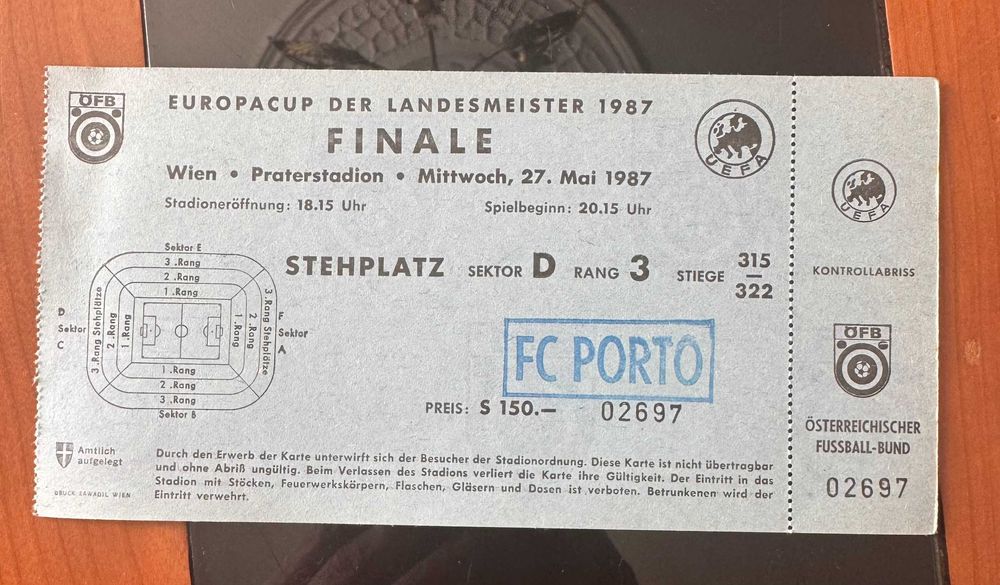 ÖFB
EUROPACUP DER LANDESMEISTER 1987
FINALE
Wien • Praterstadion • Mittwoch, 27. Mai 1987
Stadioneröffnung: 18.15 Uhr Spielbeginn: 20.15 Uhr
UEFA
Sektor E
3. Rang
2. Rang
1. Rang
D
Sektor
C
3. Rang Stehplätze
2. Rang
1. Rang
1. Rang
2. Rang
3. Rang Stehplätze
F
Sektor
A
1. Rang
2. Rang
3. Rang
Sektor B
STEHPLATZ SEKTOR D RANG 3 STIEGE 315 — 322
FC PORTO
PREIS: S 150.— 02697
Amtlich
aufgelegt
DRUCK ZAWADIL WIEN
Durch den Erwerb der Karte unterwirft sich der Besucher der Stadionordnung. Diese Karte ist nicht übertragbar
und ohne Abriß ungültig. Beim Verlassen des Stadions verliert die Karte ihre Gültigkeit. Der Eintritt in das
Stadion mit Stöcken, Feuerwerkskörpern, Flaschen, Gläsern und Dosen ist verboten. Betrunkenen wird der
Eintritt verwehrt.
UEFA
KONTROLLABRISS
ÖFB
ÖSTERREICHISCHER
FUSSBALL-BUND
02697